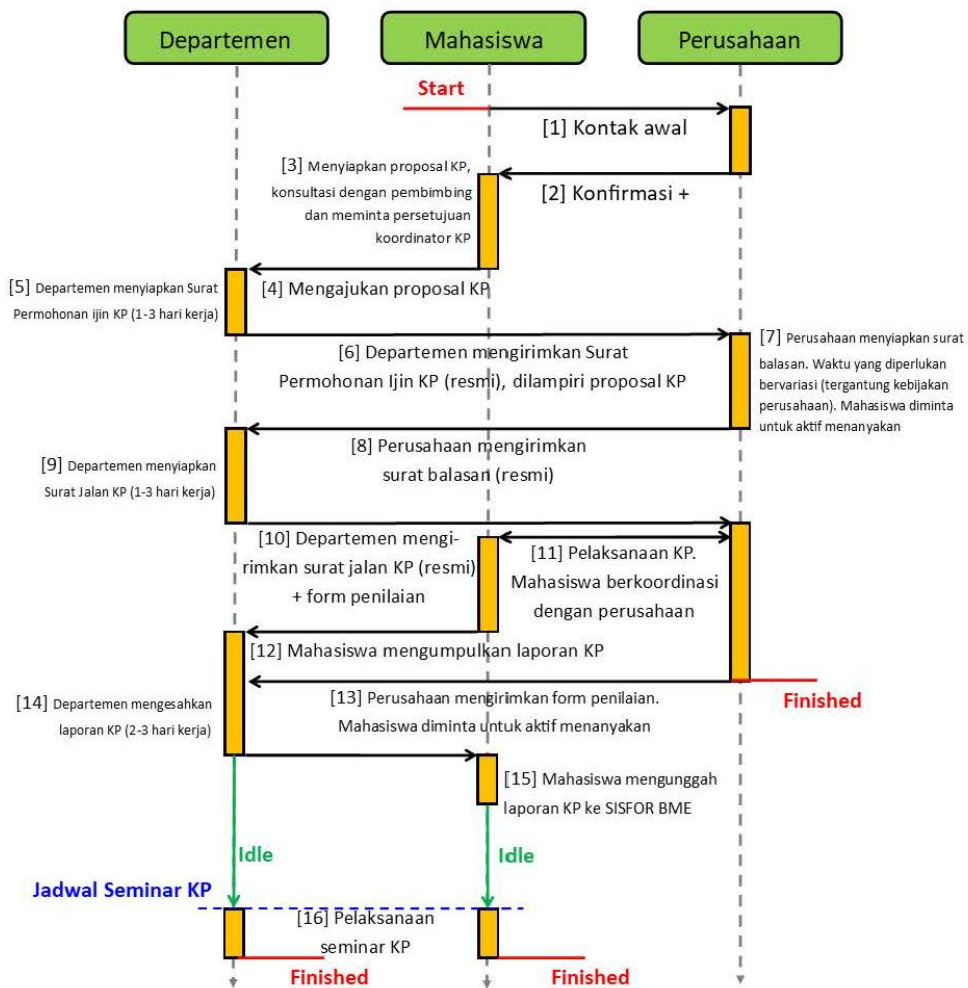 Departemen
Mahasiswa
Perusahaan
Start
[1] Kontak awal
[2] Konfirmasi +
[3] Menyiapkan proposal KP,
konsultasi dengan pembimbing
dan meminta persetujuan
koordinator KP
[4] Mengajukan proposal KP
[5] Departemen menyiapkan Surat
Permohonan ijin KP (1-3 hari kerja)
[6] Departemen mengirimkan Surat
Permohonan Ijin KP (resmi), dilampiri proposal KP
[7] Perusahaan menyiapkan surat
balasan. Waktu yang diperlukan
bervariasi (tergantung kebijakan
perusahaan). Mahasiswa diminta
untuk aktif menanyakan
[8] Perusahaan mengirimkan
surat balasan (resmi)
[9] Departemen menyiapkan
Surat Jalan KP (1-3 hari kerja)
[10] Departemen mengi-
rimkan surat jalan KP (resmi)
+ form penilaian
[11] Pelaksanaan KP.
Mahasiswa berkoordinasi
dengan perusahaan
[12] Mahasiswa mengumpulkan laporan KP
[13] Perusahaan mengirimkan form penilaian.
Mahasiswa diminta untuk aktif menanyakan
Finished
[14] Departemen mengesahkan
laporan KP (2-3 hari kerja)
[15] Mahasiswa mengunggah
laporan KP ke SISFOR BME
Idle
Idle
Jadwal Seminar KP
[16] Pelaksanaan
seminar KP
Finished
Finished